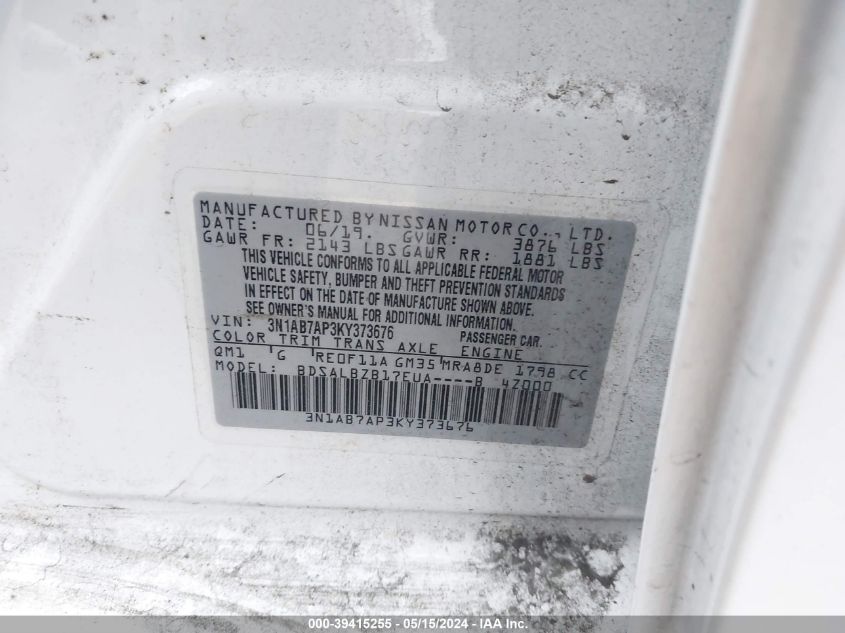 MANUFACTURED BY NISSAN MOTOR CO., LTD.
DATE: 06/19. GVWR: 3876 LBS
GAWR FR: 2143 LBS GAWR RR: 1881 LBS
THIS VEHICLE CONFORMS TO ALL APPLICABLE FEDERAL MOTOR
VEHICLE SAFETY, BUMPER AND THEFT PREVENTION STANDARDS
IN EFFECT ON THE DATE OF MANUFACTURE SHOWN ABOVE.
SEE OWNER'S MANUAL FOR ADDITIONAL INFORMATION.
VIN: 3N1AB7AP3KY373676 PASSENGER CAR
COLOR TRIM TRANS AXLE ENGINE
QM1 G RE0F11A GM35 MRA8DE 1798 CC
MODEL: BDSALBZB17EUA----B 4Z000
3N1AB7AP3KY373676
000-39415255 - 05/15/2024 - IAA Inc.